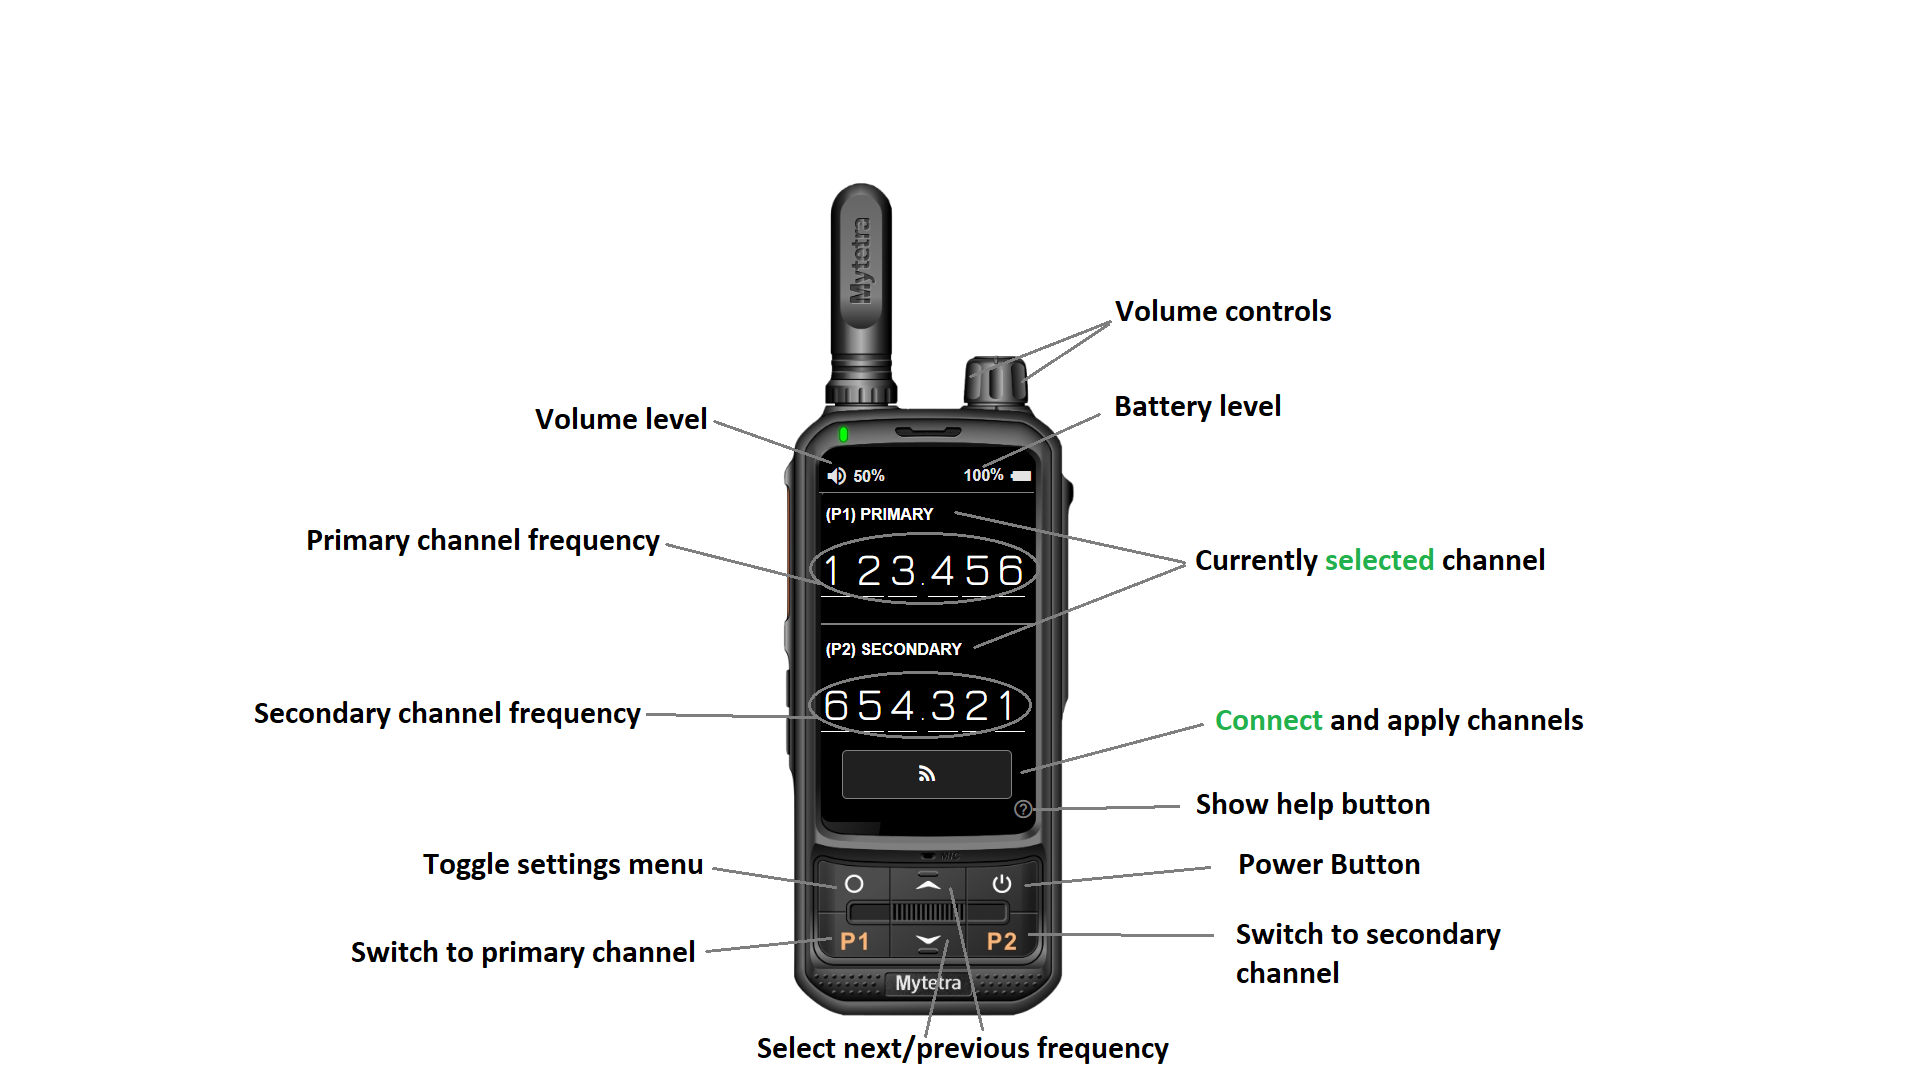 Mytetra
Volume controls
Battery level
Volume level
50%
100%
(P1) PRIMARY
Primary channel frequency
123.456
Currently selected channel
(P2) SECONDARY
Secondary channel frequency
654.321
Connect and apply channels
Show help button
?
MIC
Toggle settings menu
Power Button
P1
P2
Switch to primary channel
Switch to secondary
channel
Mytetra
Select next/previous frequency